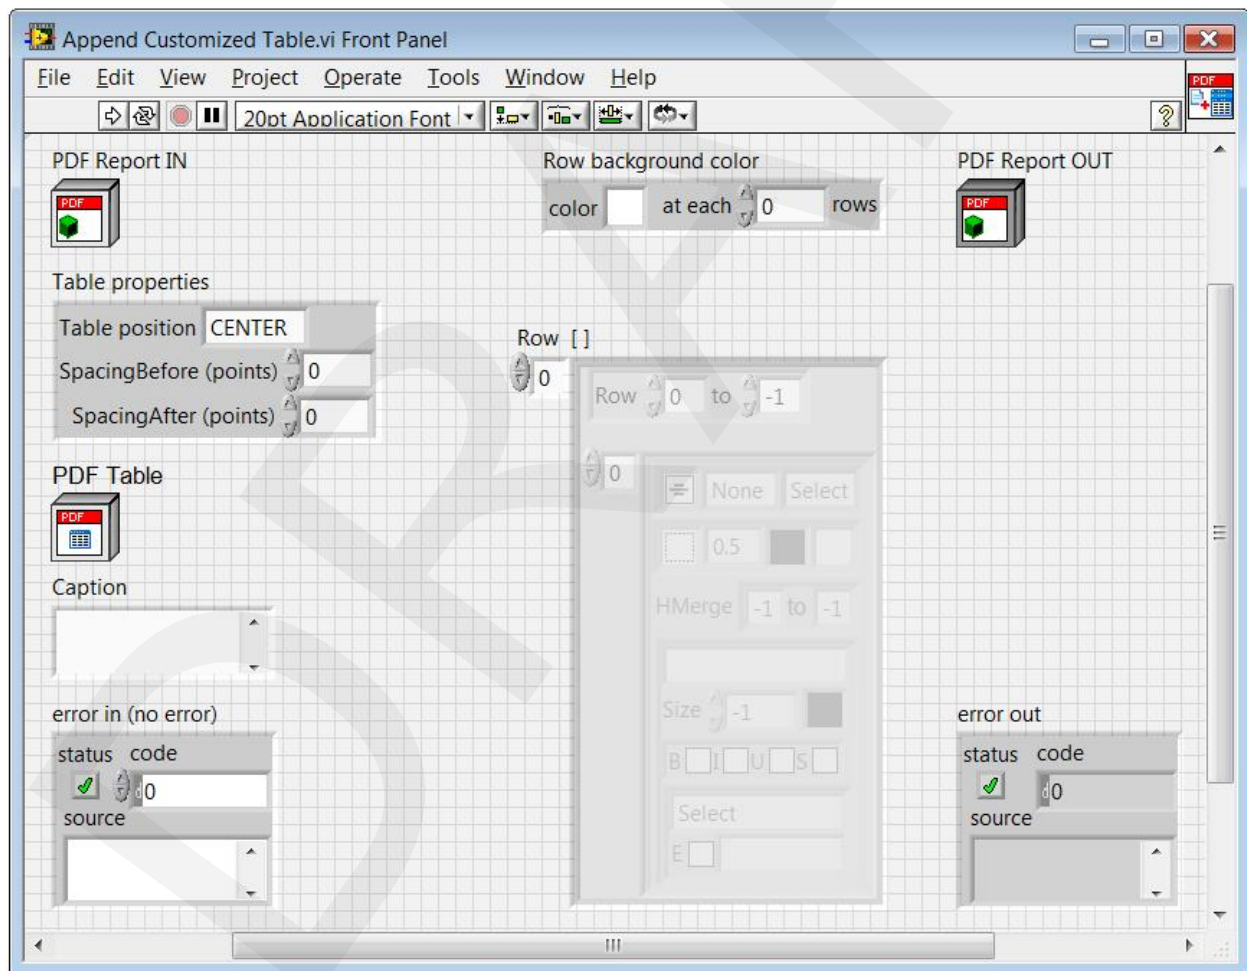 Append Customized Table.vi Front Panel
File Edit View Project Operate Tools Window Help
PDF
20pt Application Font
?
PDF Report IN
Row background color
PDF Report OUT
PDF
color
at each 0 rows
PDF
Table properties
Table position CENTER
SpacingBefore (points) 0
SpacingAfter (points) 0
Row [ ]
0
Row 0 to -1
0
None Select
0.5
HMerge -1 to -1
Size -1
B I U S
Select
E
PDF Table
PDF
Caption
error in (no error)
status code
d 0
source
error out
status code
d 0
source
DRAFT